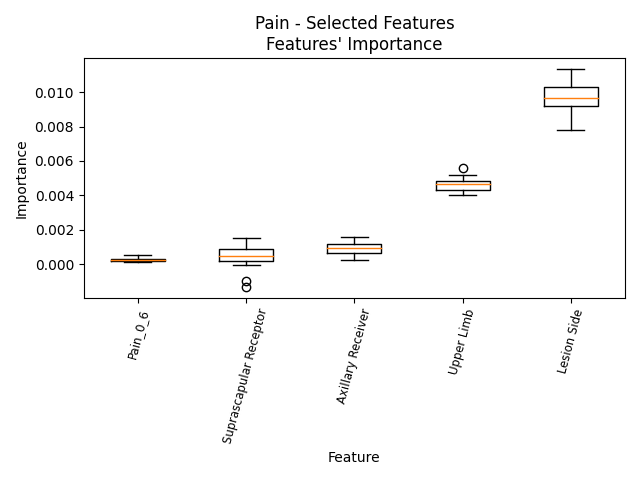 Pain - Selected Features
Features' Importance
Importance
0.010
0.008
0.006
0.004
0.002
0.000
Pain_0_6
Suprascapular Receptor
Axillary Receiver
Upper Limb
Lesion Side
Feature